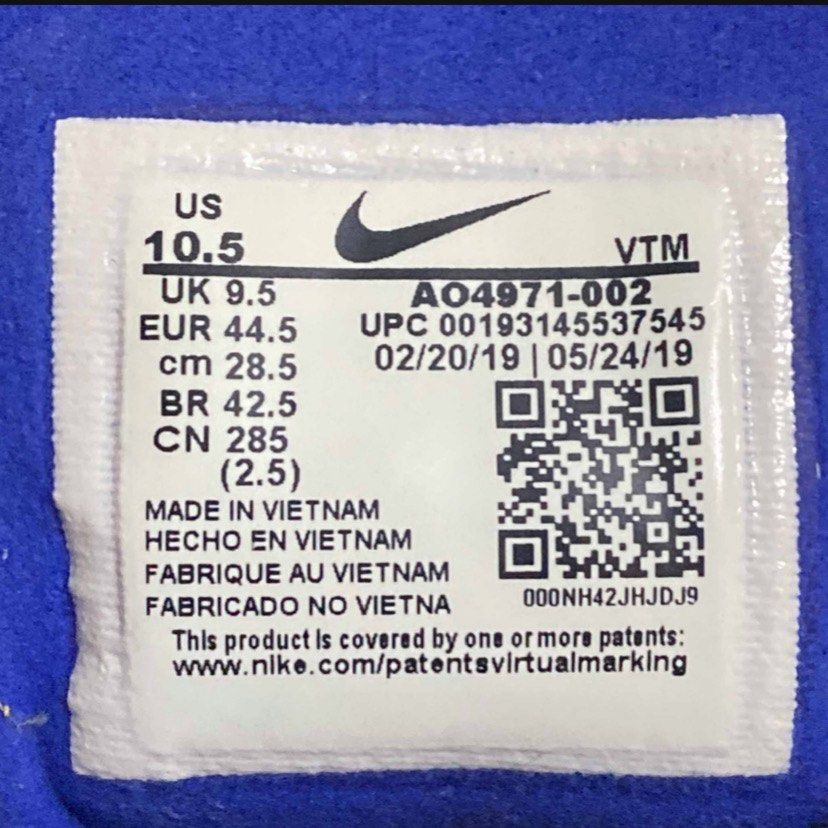 US
10.5
VTM
UK 9.5
AO4971-002
EUR 44.5
UPC 00193145537545
cm 28.5
02/20/19 | 05/24/19
BR 42.5
CN 285
(2.5)
MADE IN VIETNAM
HECHO EN VIETNAM
FABRIQUE AU VIETNAM
FABRICADO NO VIETNA
000NH42JHJDJ9
This product is covered by one or more patents:
www.nike.com/patentsvirtualmarking